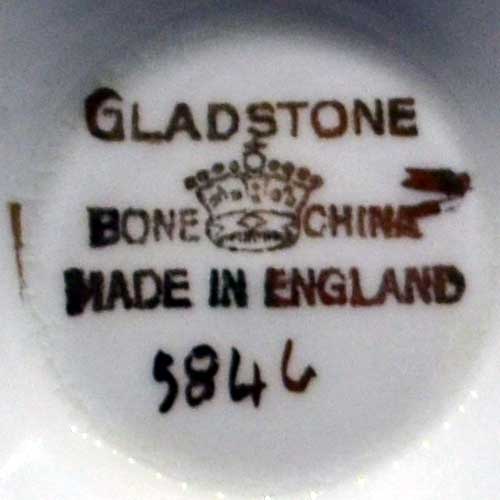 GLADSTONE
BONE CHINA
MADE IN ENGLAND
5846